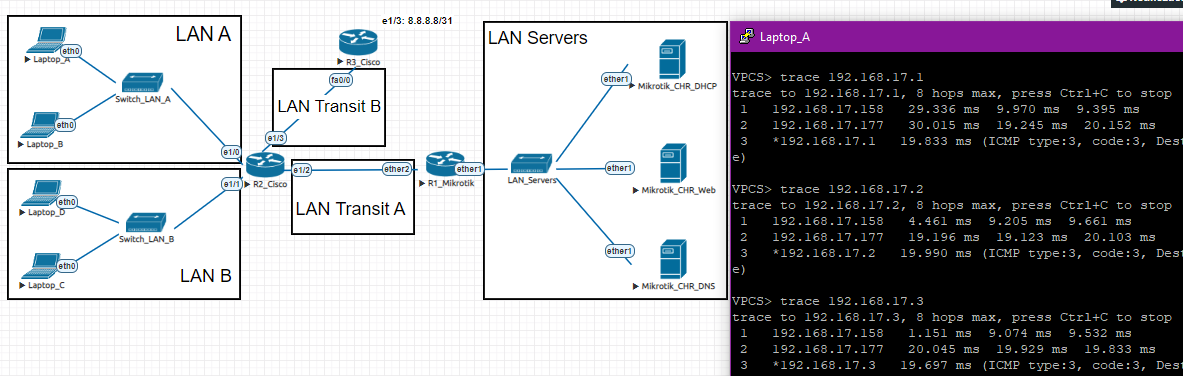 e1/3: 8.8.8.8/31
LAN A
eth0
Laptop_A
Switch_LAN_A
eth0
Laptop_B
e1/0
R3_Cisco
fa0/0
LAN Transit B
e1/3
R2_Cisco
e1/2
ether2
R1_Mikrotik
ether1
LAN Transit A
e1/1
eth0
Laptop_D
Switch_LAN_B
eth0
Laptop_C
LAN B
LAN Servers
ether1
Mikrotik_CHR_DHCP
LAN_Servers
ether1
Mikrotik_CHR_Web
ether1
Mikrotik_CHR_DNS
Laptop_A
VPCS> trace 192.168.17.1
trace to 192.168.17.1, 8 hops max, press Ctrl+C to stop
1 192.168.17.158 29.336 ms 9.970 ms 9.395 ms
2 192.168.17.177 30.015 ms 19.245 ms 20.152 ms
3 *192.168.17.1 19.833 ms (ICMP type:3, code:3, Dest
e)
VPCS> trace 192.168.17.2
trace to 192.168.17.2, 8 hops max, press Ctrl+C to stop
1 192.168.17.158 4.461 ms 9.205 ms 9.661 ms
2 192.168.17.177 19.196 ms 19.123 ms 20.103 ms
3 *192.168.17.2 19.990 ms (ICMP type:3, code:3, Dest
e)
VPCS> trace 192.168.17.3
trace to 192.168.17.3, 8 hops max, press Ctrl+C to stop
1 192.168.17.158 1.151 ms 9.074 ms 9.532 ms
2 192.168.17.177 20.045 ms 19.929 ms 19.833 ms
3 *192.168.17.3 19.697 ms (ICMP type:3, code:3, Dest